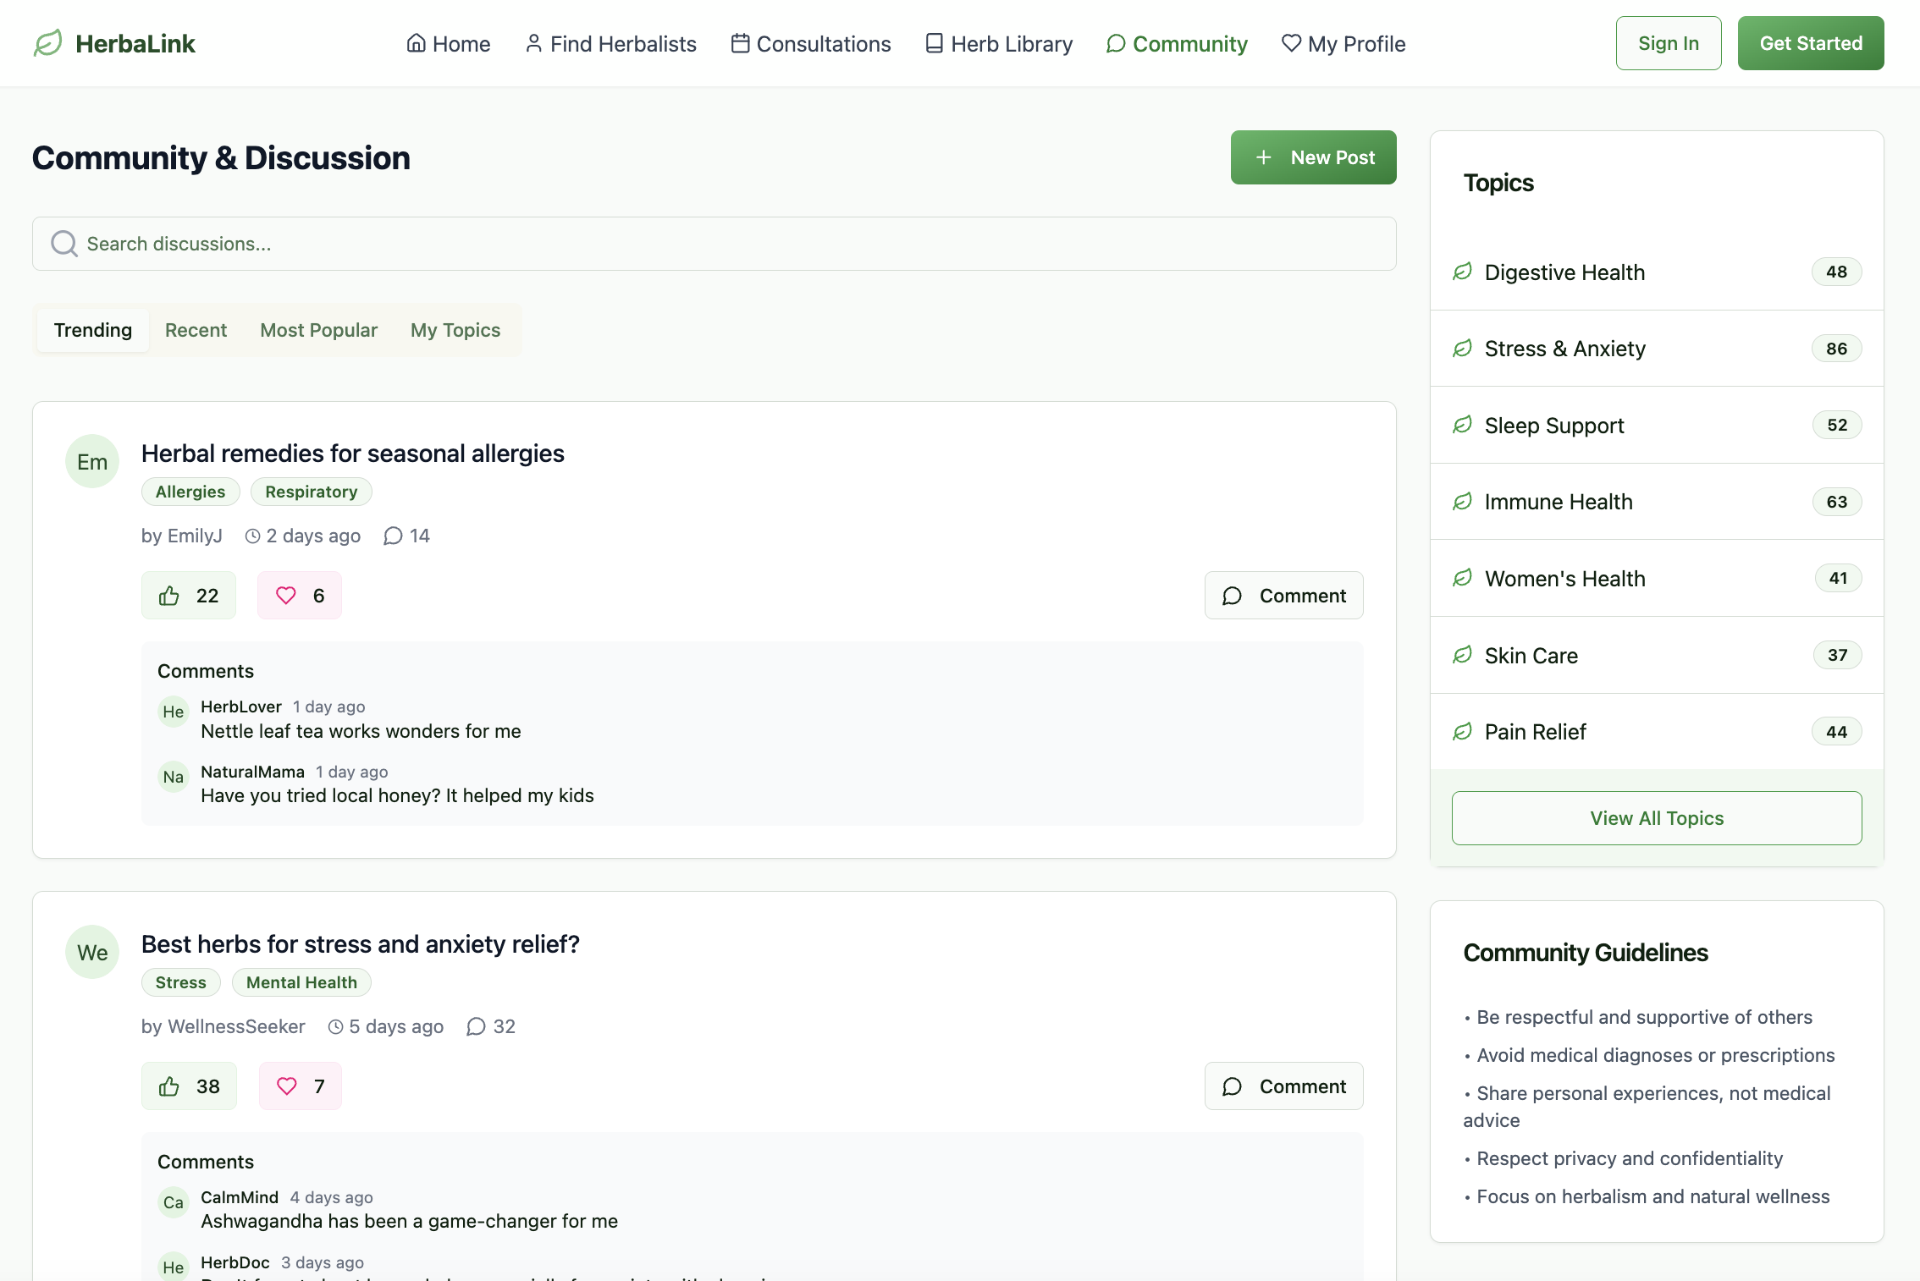 HerbaLink
Home
Find Herbalists
Consultations
Herb Library
Community
My Profile
Sign In
Get Started
Community & Discussion
New Post
Search discussions...
Trending
Recent
Most Popular
My Topics
Em
Herbal remedies for seasonal allergies
Allergies
Respiratory
by EmilyJ
2 days ago
14
22
6
Comment
Comments
He
HerbLover 1 day ago
Nettle leaf tea works wonders for me
Na
NaturalMama 1 day ago
Have you tried local honey? It helped my kids
We
Best herbs for stress and anxiety relief?
Stress
Mental Health
by WellnessSeeker
5 days ago
32
38
7
Comment
Comments
Ca
CalmMind 4 days ago
Ashwagandha has been a game-changer for me
He
HerbDoc 3 days ago
Topics
Digestive Health 48
Stress & Anxiety 86
Sleep Support 52
Immune Health 63
Women's Health 41
Skin Care 37
Pain Relief 44
View All Topics
Community Guidelines
• Be respectful and supportive of others
• Avoid medical diagnoses or prescriptions
• Share personal experiences, not medical
advice
• Respect privacy and confidentiality
• Focus on herbalism and natural wellness